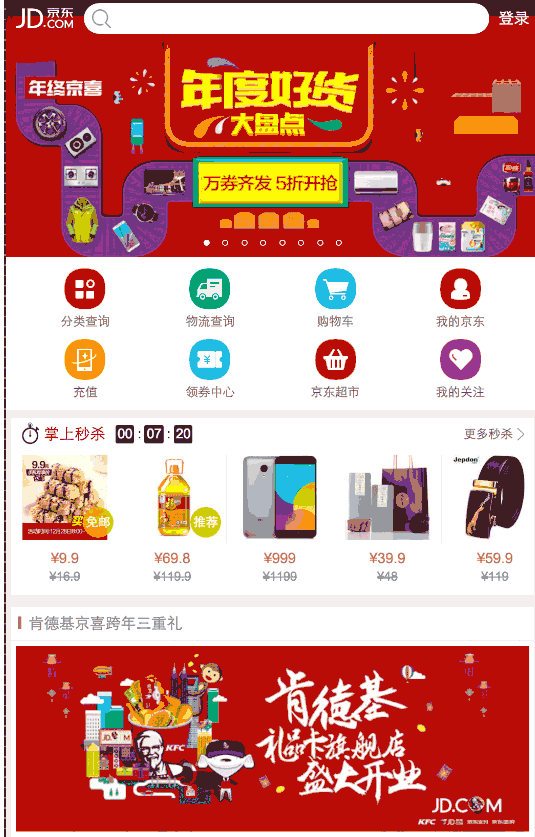 JD 京东 .COM
登录
年终京喜
年度好货
大盘点
万券齐发 5折开抢
分类查询 物流查询 购物车 我的京东
充值 领券中心 京东超市 我的关注
掌上秒杀 00 : 07 : 20 更多秒杀
9.9元
卖
免邮
推荐
Jepdon
¥9.9 ¥69.8 ¥999 ¥39.9 ¥59.9
¥16.9 ¥119.9 ¥1199 ¥48 ¥119
肯德基京喜跨年三重礼
肯德基
礼品卡旗舰店
盛大开业
KFC
JD.COM
KFC